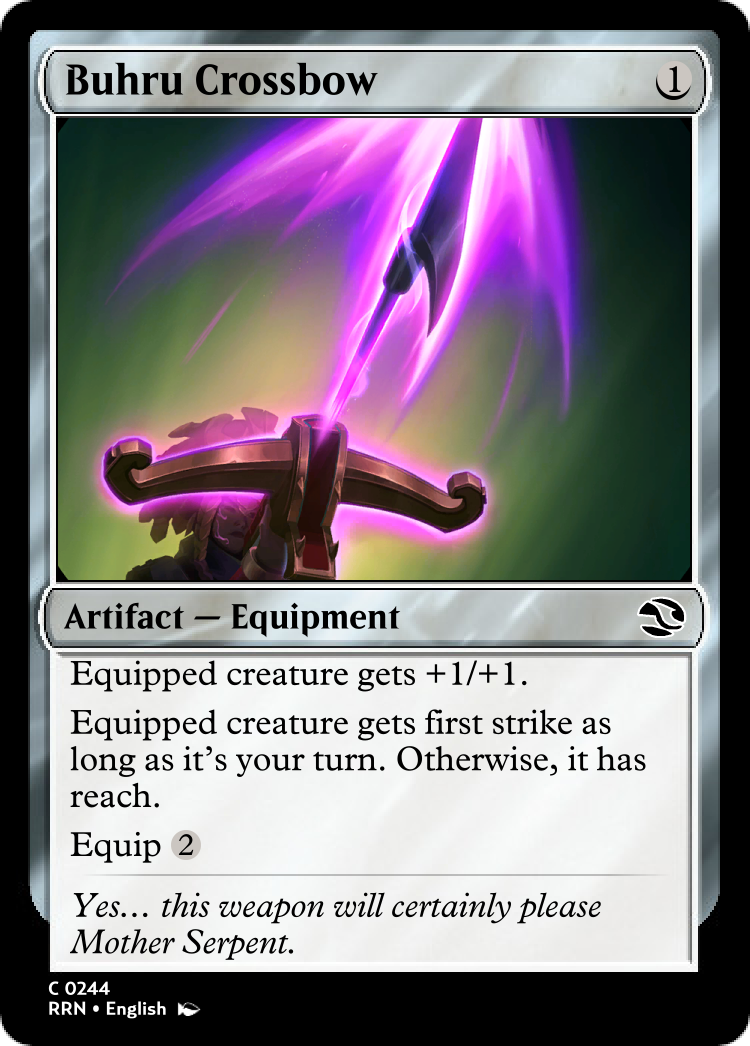 Buhru Crossbow 1
Artifact — Equipment
Equipped creature gets +1/+1.
Equipped creature gets first strike as
long as it's your turn. Otherwise, it has
reach.
Equip 2
Yes… this weapon will certainly please
Mother Serpent.
C 0244
RRN • English